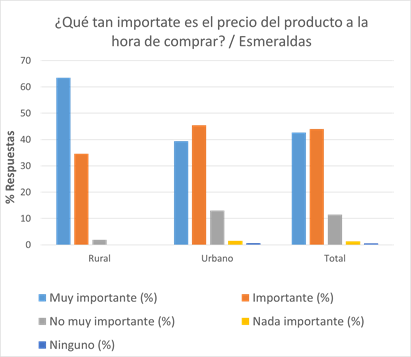 ¿Qué tan importate es el precio del producto a la
hora de comprar? / Esmeraldas
% Respuestas
70
60
50
40
30
20
10
0
Rural
Urbano
Total
Muy importante (%)
Importante (%)
No muy importante (%)
Nada importante (%)
Ninguno (%)